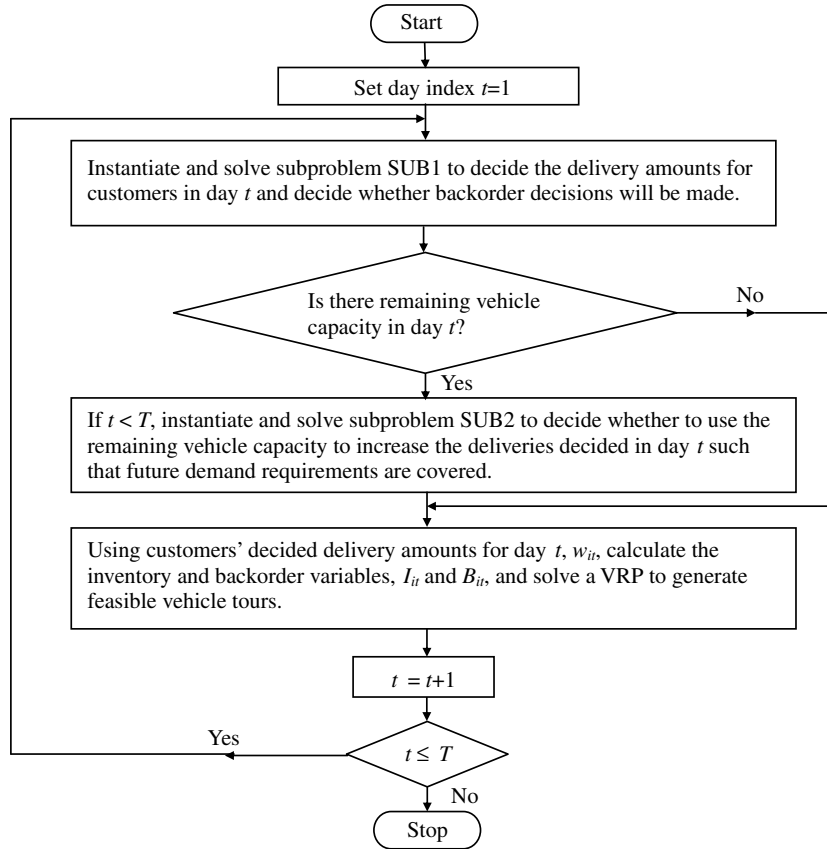 Start
Set day index t=1
Instantiate and solve subproblem SUB1 to decide the delivery amounts for
customers in day t and decide whether backorder decisions will be made.
Is there remaining vehicle
capacity in day t?
No
Yes
If t < T, instantiate and solve subproblem SUB2 to decide whether to use the
remaining vehicle capacity to increase the deliveries decided in day t such
that future demand requirements are covered.
Using customers’ decided delivery amounts for day t, wit, calculate the
inventory and backorder variables, Iit and Bit, and solve a VRP to generate
feasible vehicle tours.
t = t+1
Yes
t ≤ T
No
Stop